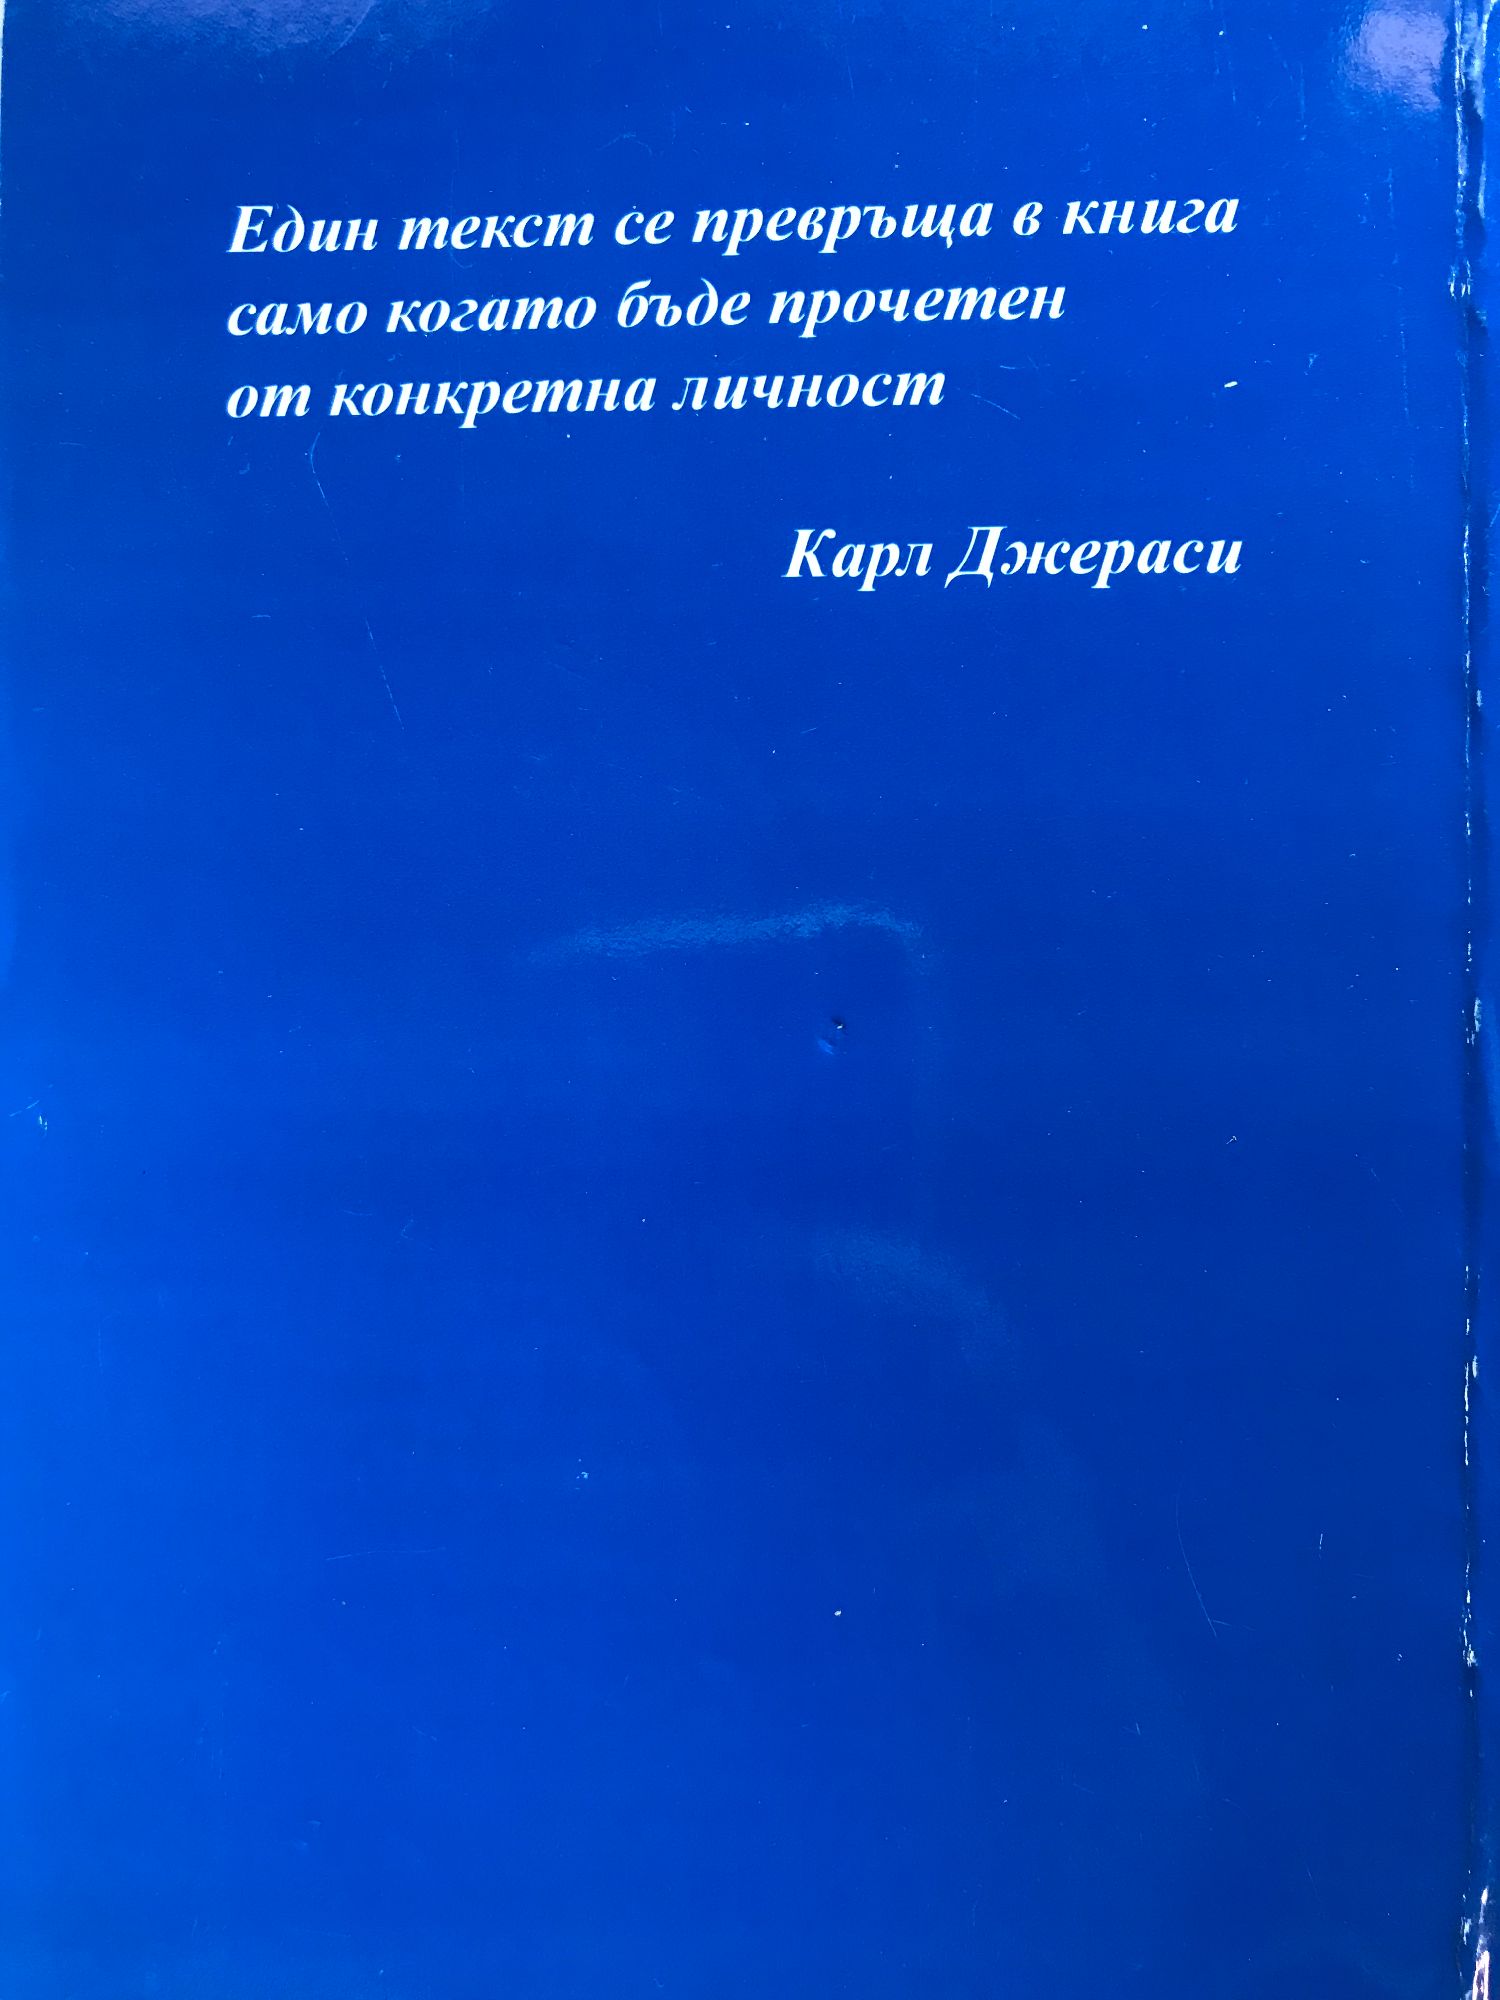 Един текст се превръща в книга
само когато бъде прочетен
от конкретна личност
Карл Джераси